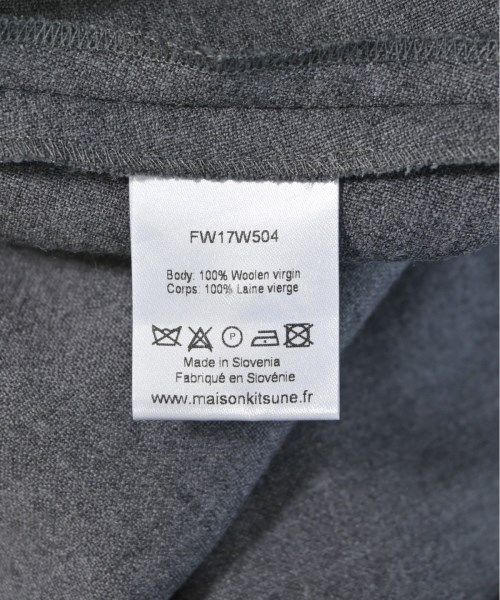 FW17W504
Body: 100% Woolen virgin
Corps: 100% Laine vierge
P
Made in Slovenia
Fabriqué en Slovénie
www.maisonkitsune.fr